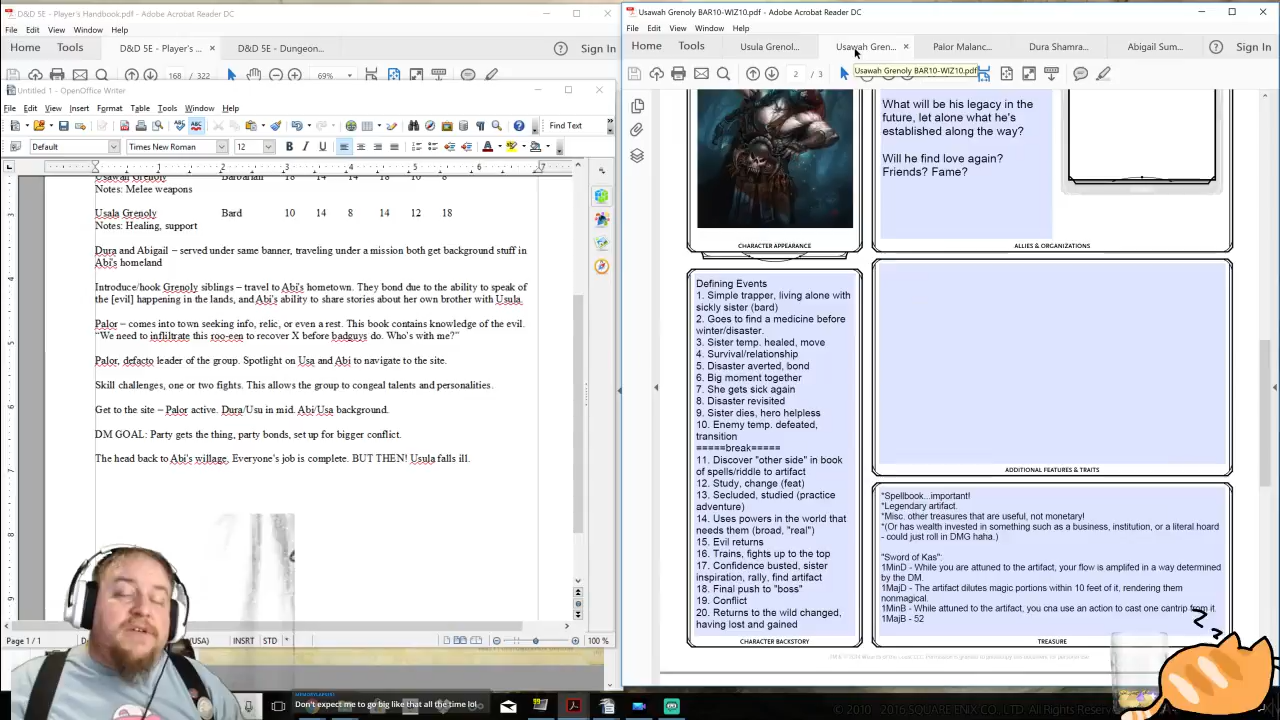 D&D 5E - Player's Handbook.pdf - Adobe Acrobat Reader DC
File Edit View Window Help
Home Tools D&D 5E - Player's ... × D&D 5E - Dungeon... Sign In
168 / 322 69%
Untitled 1 - OpenOffice Writer
File Edit View Insert Format Table Tools Window Help
Find Text
Default Times New Roman 12
Usawah Grenoly Barbarian 18 14 14 10 8
Notes: Melee weapons
Usala Grenoly Bard 10 14 8 14 12 18
Notes: Healing, support
Dura and Abigail – served under same banner, traveling under a mission both get background stuff in
Abi's homeland
Introduce/hook Grenoly siblings – travel to Abi's hometown. They bond due to the ability to speak of
the [evil] happening in the lands, and Abi's ability to share stories about her own brother with Usula.
Palor – comes into town seeking info, relic, or even a rest. This book contains knowledge of the evil.
"We need to inflitrate this roo-een to recover X before badguys do. Who's with me?"
Palor, defacto leader of the group. Spotlight on Usa and Abi to navigate to the site.
Skill challenges, one or two fights. This allows the group to congeal talents and personalities.
Get to the site – Palor active. Dura/Usu in mid. Abi/Usa background.
DM GOAL: Party gets the thing, party bonds, set up for bigger conflict.
The head back to Abi's willage, Everyone's job is complete. BUT THEN! Usula falls ill.
Page 1 / 1 (USA) INSRT STD 100 %
Don't expect me to go big like that all the time lol
Usawah Grenoly BAR10-WIZ10.pdf - Adobe Acrobat Reader DC
File Edit View Window Help
Home Tools Usula Grenol... Usawah Gren... × Palor Malanc... Dura Shamra... Abigail Sum... Sign In
Usawah Grenoly BAR10-WIZ10.pdf
2 / 3
What will be his legacy in the
future, let alone what he's
established along the way?
Will he find love again?
Friends? Fame?
CHARACTER APPEARANCE
ALLIES & ORGANIZATIONS
Defining Events
1. Simple trapper, living alone with
sickly sister (bard)
2. Goes to find a medicine before
winter/disaster.
3. Sister temp. healed, move
4. Survival/relationship
5. Disaster averted, bond
6. Big moment together
7. She gets sick again
8. Disaster revisited
9. Sister dies, hero helpless
10. Enemy temp. defeated,
transition
=====break=====
11. Discover "other side" in book
of spells/riddle to artifact
12. Study, change (feat)
13. Secluded, studied (practice
adventure)
14. Uses powers in the world that
needs them (broad, "real")
15. Evil returns
16. Trains, fights up to the top
17. Confidence busted, sister
inspiration, rally, find artifact
18. Final push to "boss"
19. Conflict
20. Returns to the wild changed,
having lost and gained
CHARACTER BACKSTORY
ADDITIONAL FEATURES & TRAITS
*Spellbook...important!
*Legendary artifact.
*Misc. other treasures that are useful, not monetary!
*(Or has wealth invested in something such as a business, institution, or a literal hoard
- could just roll in DMG haha.)
"Sword of Kas":
1MinD - While you are attuned to the artifact, your flow is amplifed in a way determined
by the DM.
1MajD - The artifact dilutes magic portions within 10 feet of it, rendering them
nonmagical.
1MinB - While attuned to the artifact, you cna use an action to cast one cantrip from it.
1MajB - 52
TREASURE
z z
© 2010 - 2016 SQUARE ENIX CO., LTD.